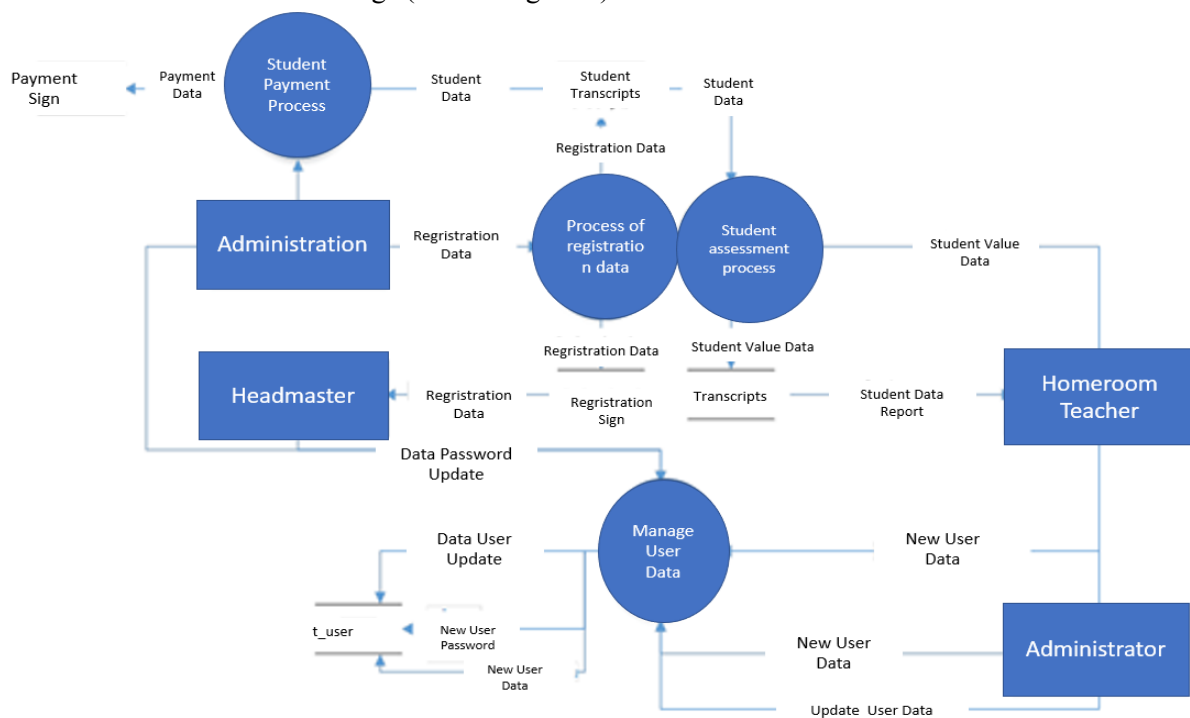 Student
Payment
Process
Payment
Sign
Payment
Data
Student
Data
Student
Transcripts
Student
Data
Registration Data
Administration
Regristration
Data
Process of
registratio
n data
Student
assessment
process
Student Value
Data
Regristration Data
Student Value Data
Headmaster
Regristration
Data
Regristration
Sign
Transcripts
Student Data
Report
Homeroom
Teacher
Data Password
Update
Manage
User
Data
Data User
Update
New User
Data
t_user
New User
Password
New User
Data
New User
Data
Administrator
Update User Data